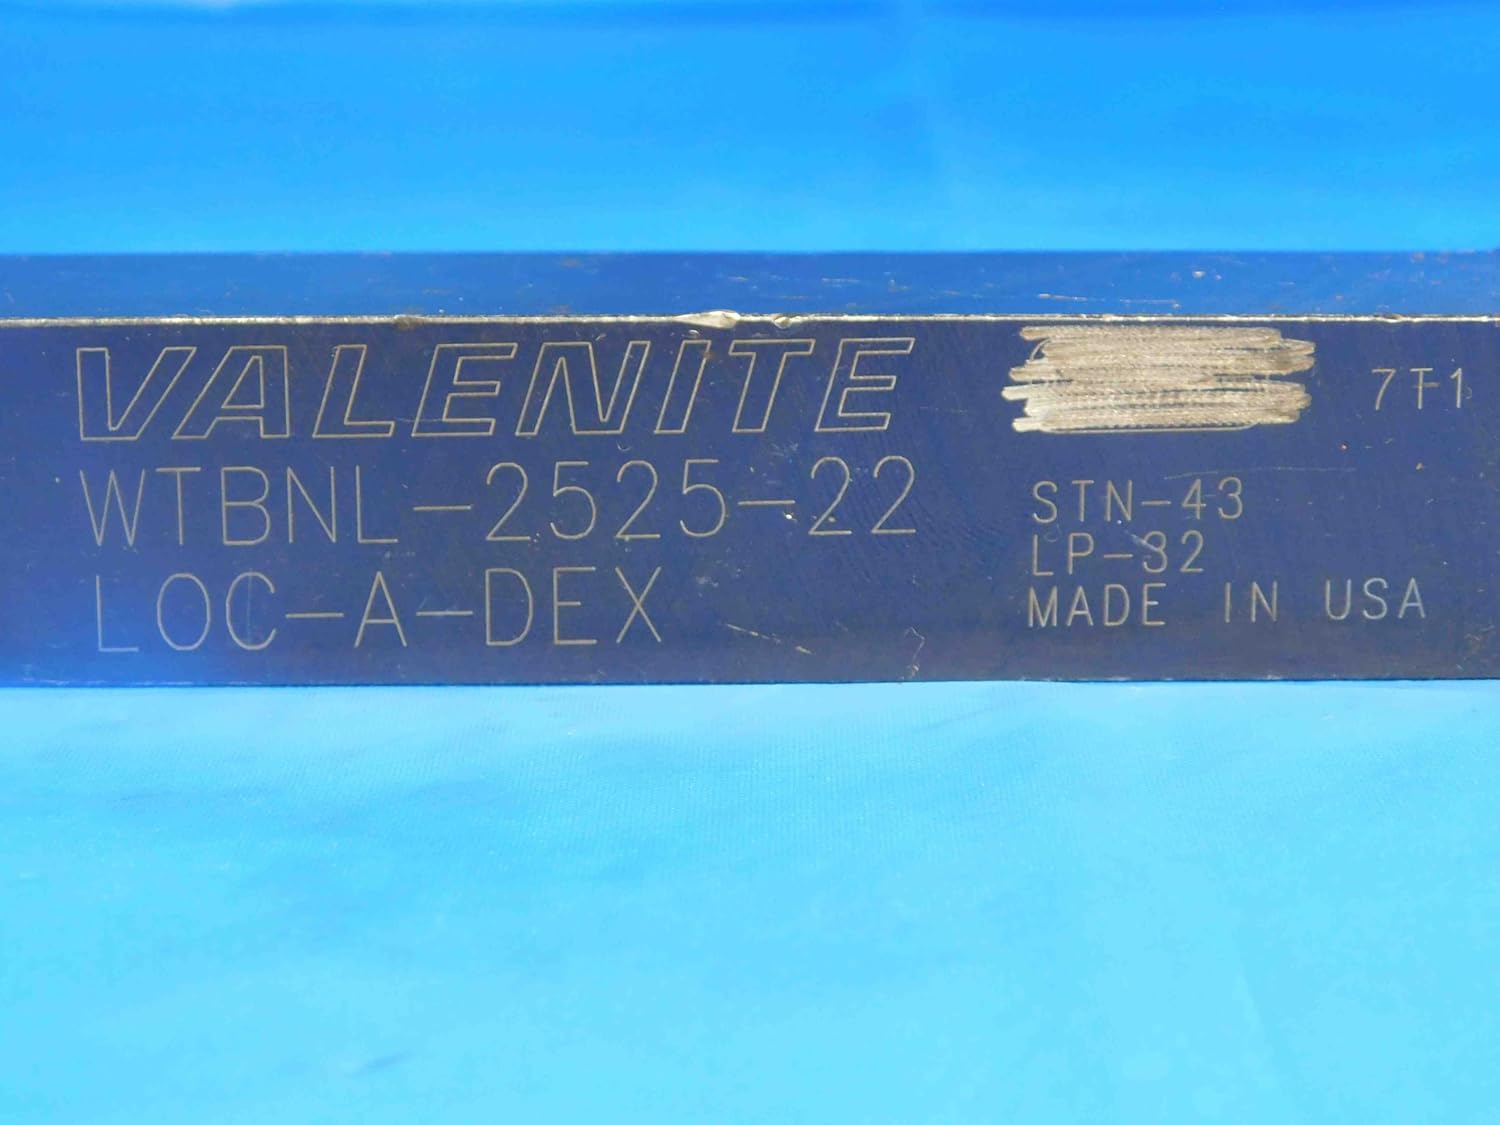 VALENITE
WTBNL-2525-22
LOC-A-DEX
7T1
STN-43
LP-32
MADE IN USA